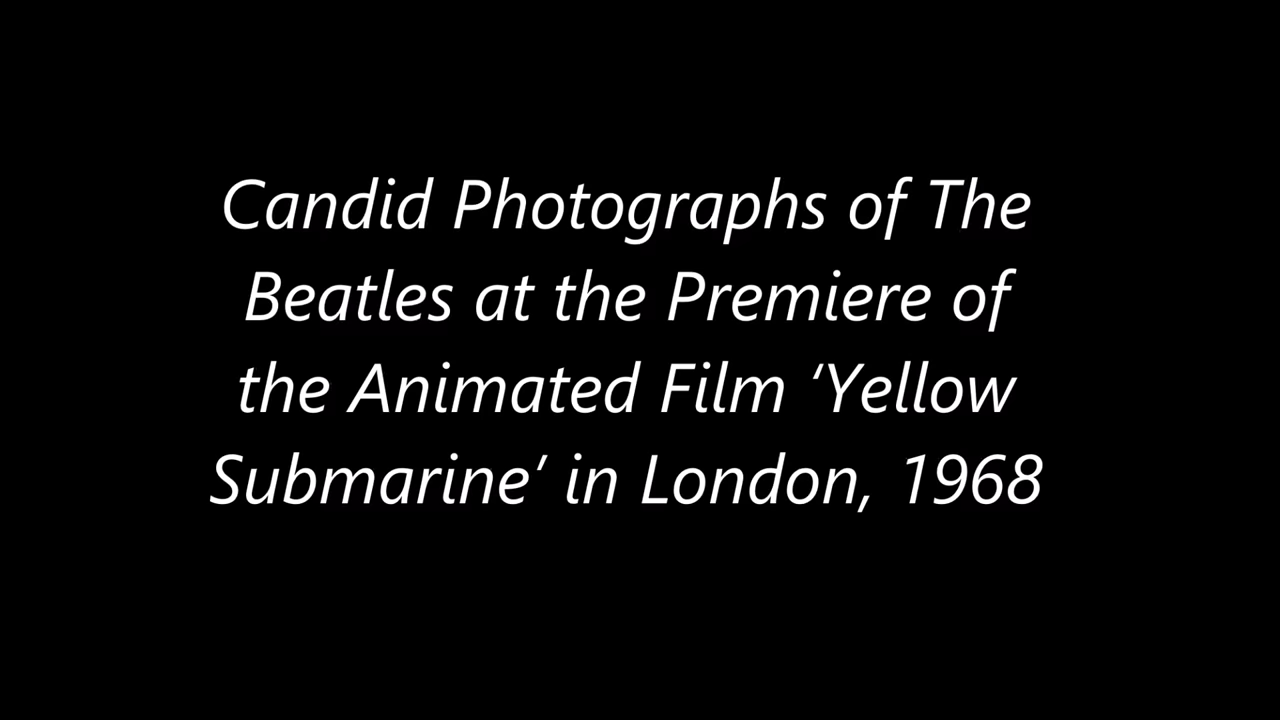 Candid Photographs of The
Beatles at the Premiere of
the Animated Film ‘Yellow
Submarine’ in London, 1968